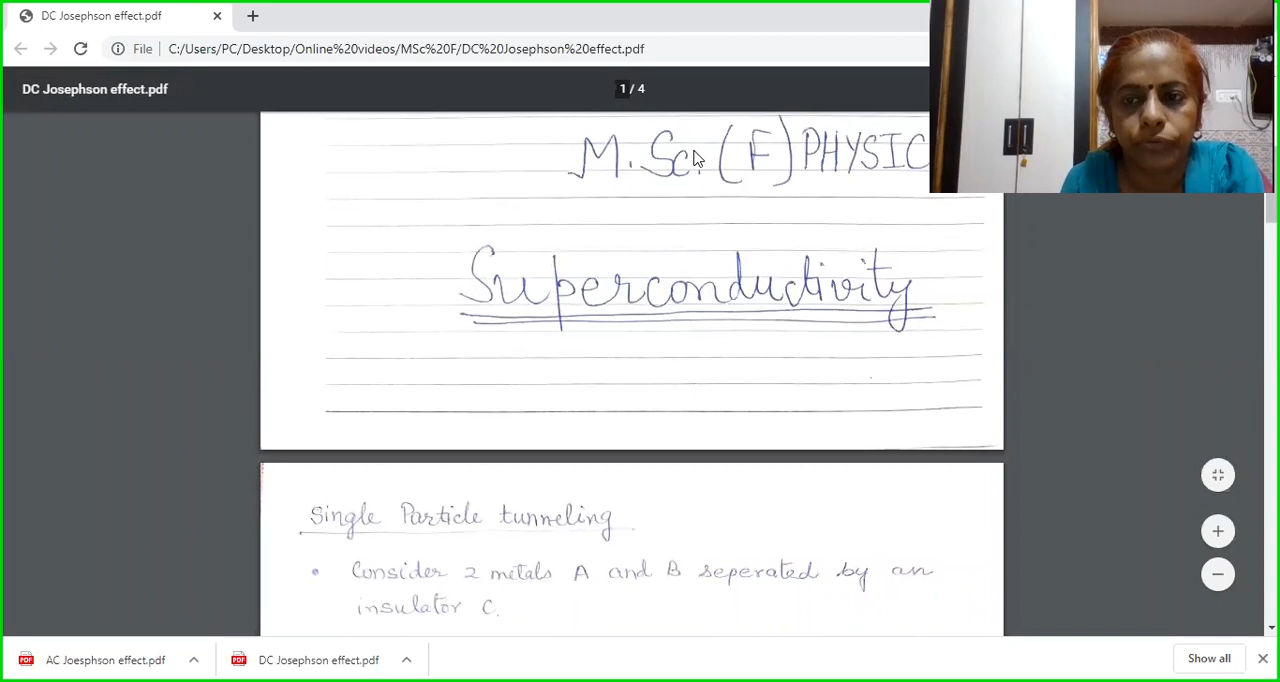 DC Josephson effect.pdf
File C:/Users/PC/Desktop/Online%20videos/MSc%20F/DC%20Josephson%20effect.pdf
DC Josephson effect.pdf
1 / 4
M.Sc. (F) PHYSIC
Superconductivity
Single Particle tunneling
• Consider 2 metals A and B seperated by an
insulator C.
AC Joesphson effect.pdf
DC Josephson effect.pdf
Show all